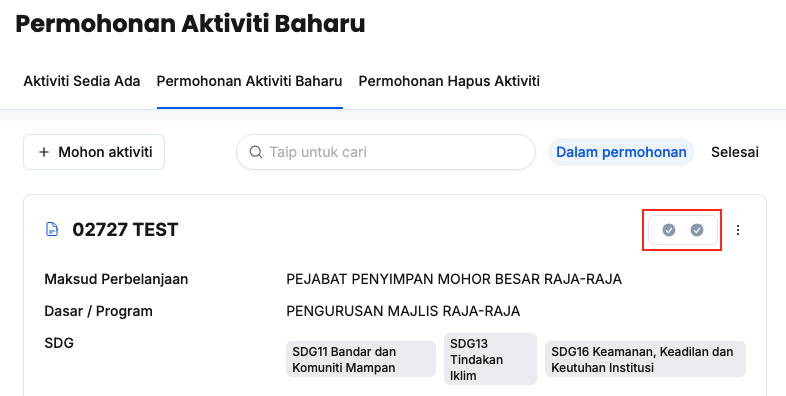 Permohonan Aktiviti Baharu
Aktiviti Sedia Ada Permohonan Aktiviti Baharu Permohonan Hapus Aktiviti
+ Mohon aktiviti Taip untuk cari Dalam permohonan Selesai
02727 TEST
Maksud Perbelanjaan PEJABAT PENYIMPAN MOHOR BESAR RAJA-RAJA
Dasar / Program PENGURUSAN MAJLIS RAJA-RAJA
SDG
SDG11 Bandar dan
Komuniti Mampan
SDG13
Tindakan
Iklim
SDG16 Keamanan, Keadilan dan
Keutuhan Institusi